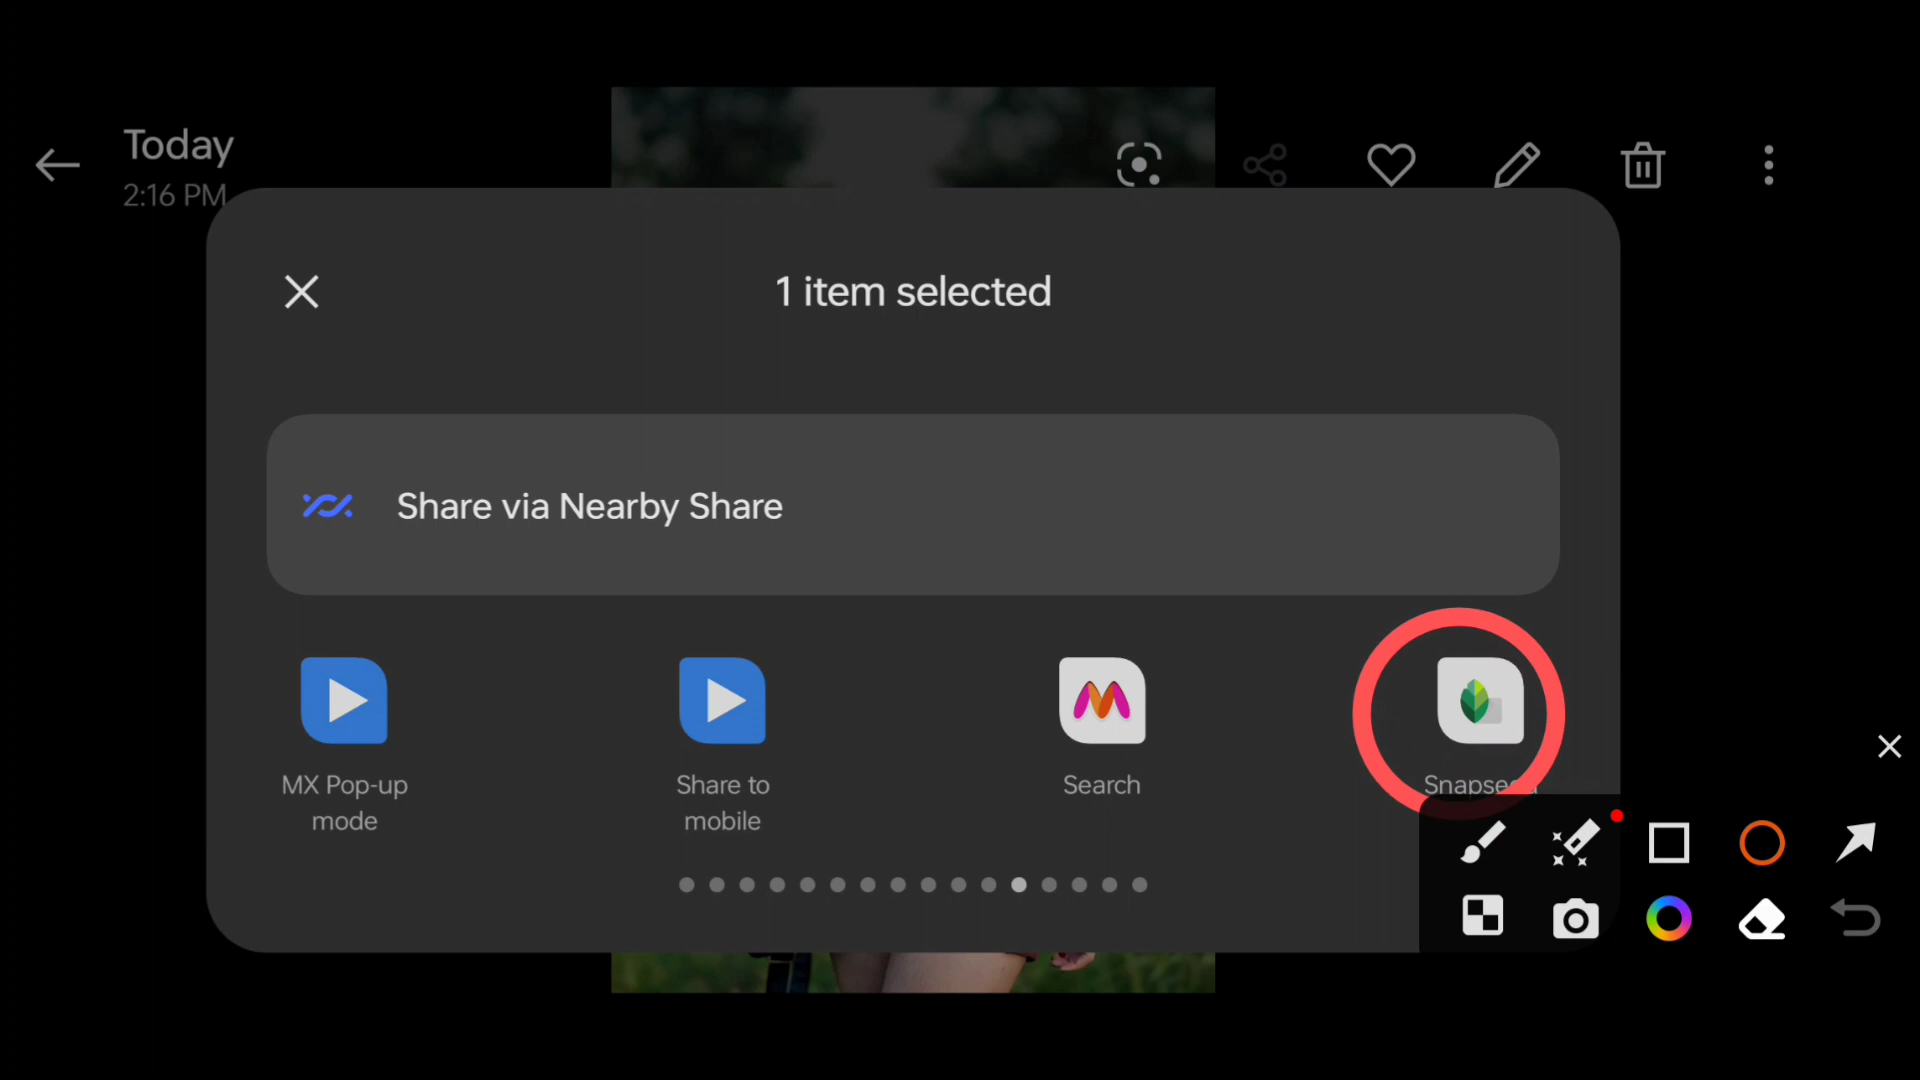 Today
2:16 PM
1 item selected
Share via Nearby Share
MX Pop-up
mode
Share to
mobile
Search
Snapseed